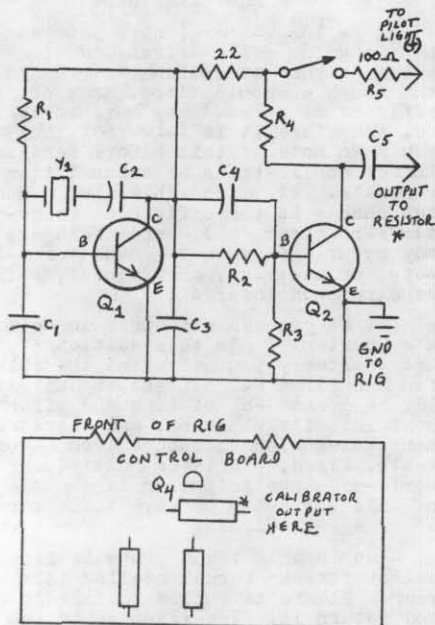 TO
PILOT
LIGHT
(+)
2.2
100Ω
R5
R1
R4
C5
Y1
C2
C4
OUTPUT
TO
RESISTOR
*
C
B
E
Q1
R2
C
B
E
Q2
C1
C3
R3
GND
TO
RIG
FRONT OF RIG
CONTROL BOARD
Q4
* CALIBRATOR
OUTPUT
HERE